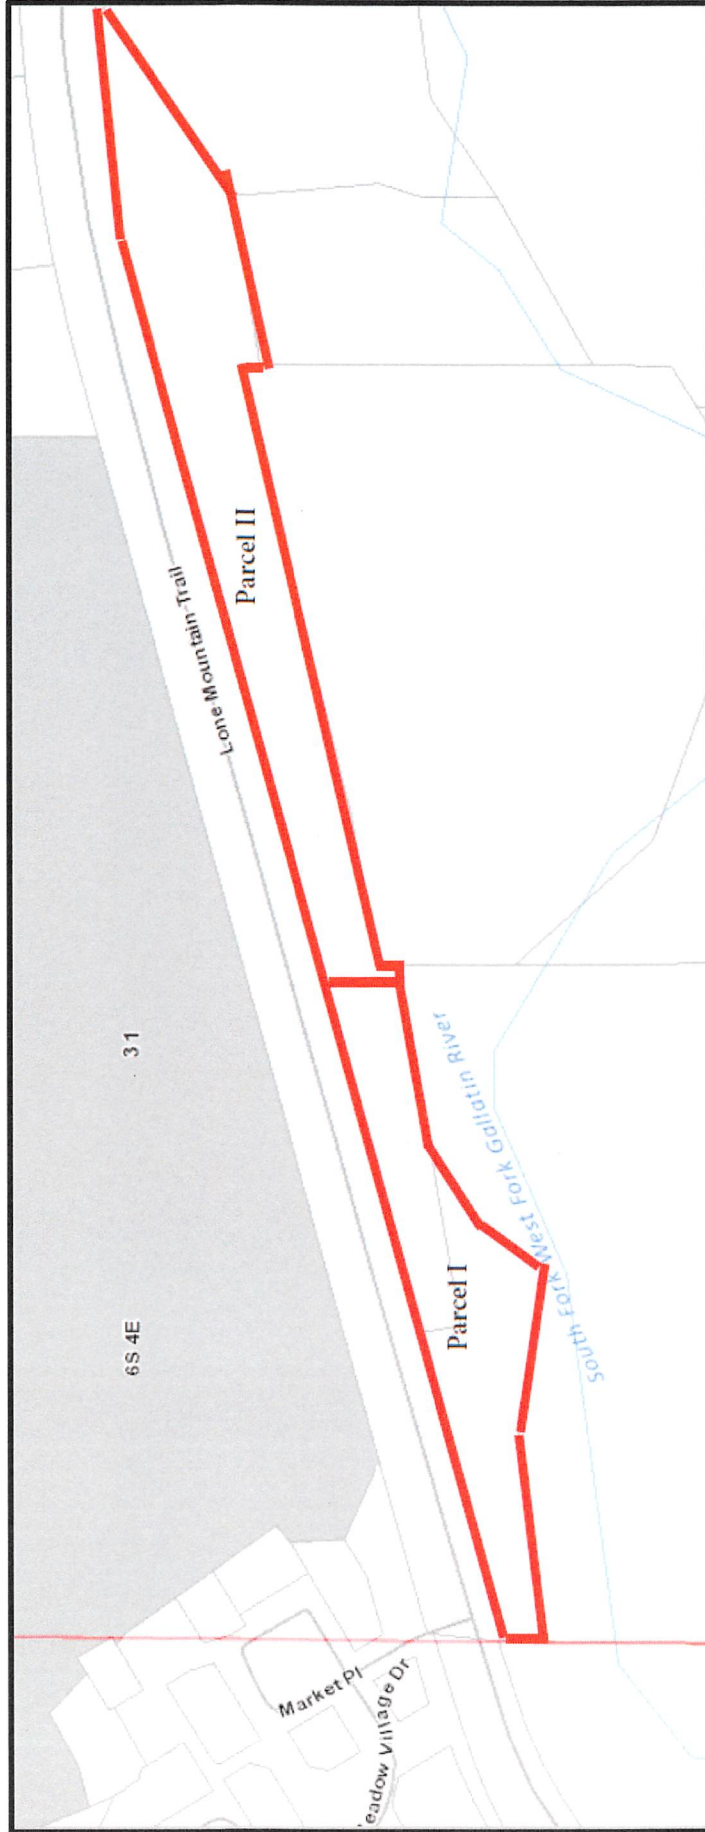 Lone Mountain Trail
Parcel II
31
6S 4E
South Fork West Fork Gallatin River
Parcel I
Market Pl
eadow Village Dr